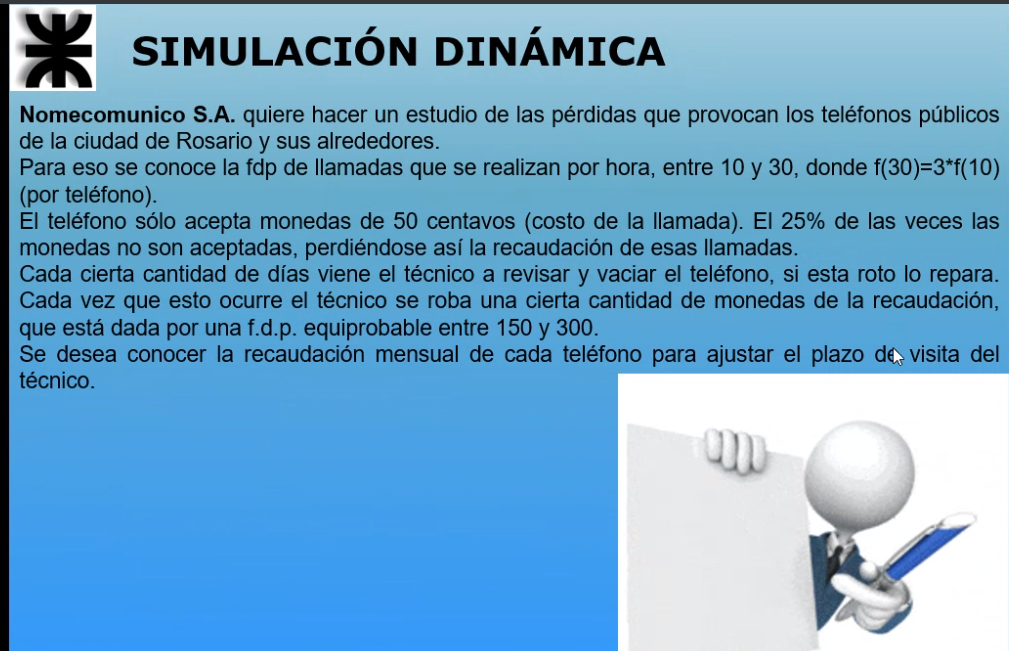 SIMULACIÓN DINÁMICA
Nomecomunico S.A. quiere hacer un estudio de las pérdidas que provocan los teléfonos públicos
de la ciudad de Rosario y sus alrededores.
Para eso se conoce la fdp de llamadas que se realizan por hora, entre 10 y 30, donde f(30)=3*f(10)
(por teléfono).
El teléfono sólo acepta monedas de 50 centavos (costo de la llamada). El 25% de las veces las
monedas no son aceptadas, perdiéndose así la recaudación de esas llamadas.
Cada cierta cantidad de días viene el técnico a revisar y vaciar el teléfono, si esta roto lo repara.
Cada vez que esto ocurre el técnico se roba una cierta cantidad de monedas de la recaudación,
que está dada por una f.d.p. equiprobable entre 150 y 300.
Se desea conocer la recaudación mensual de cada teléfono para ajustar el plazo de visita del
técnico.